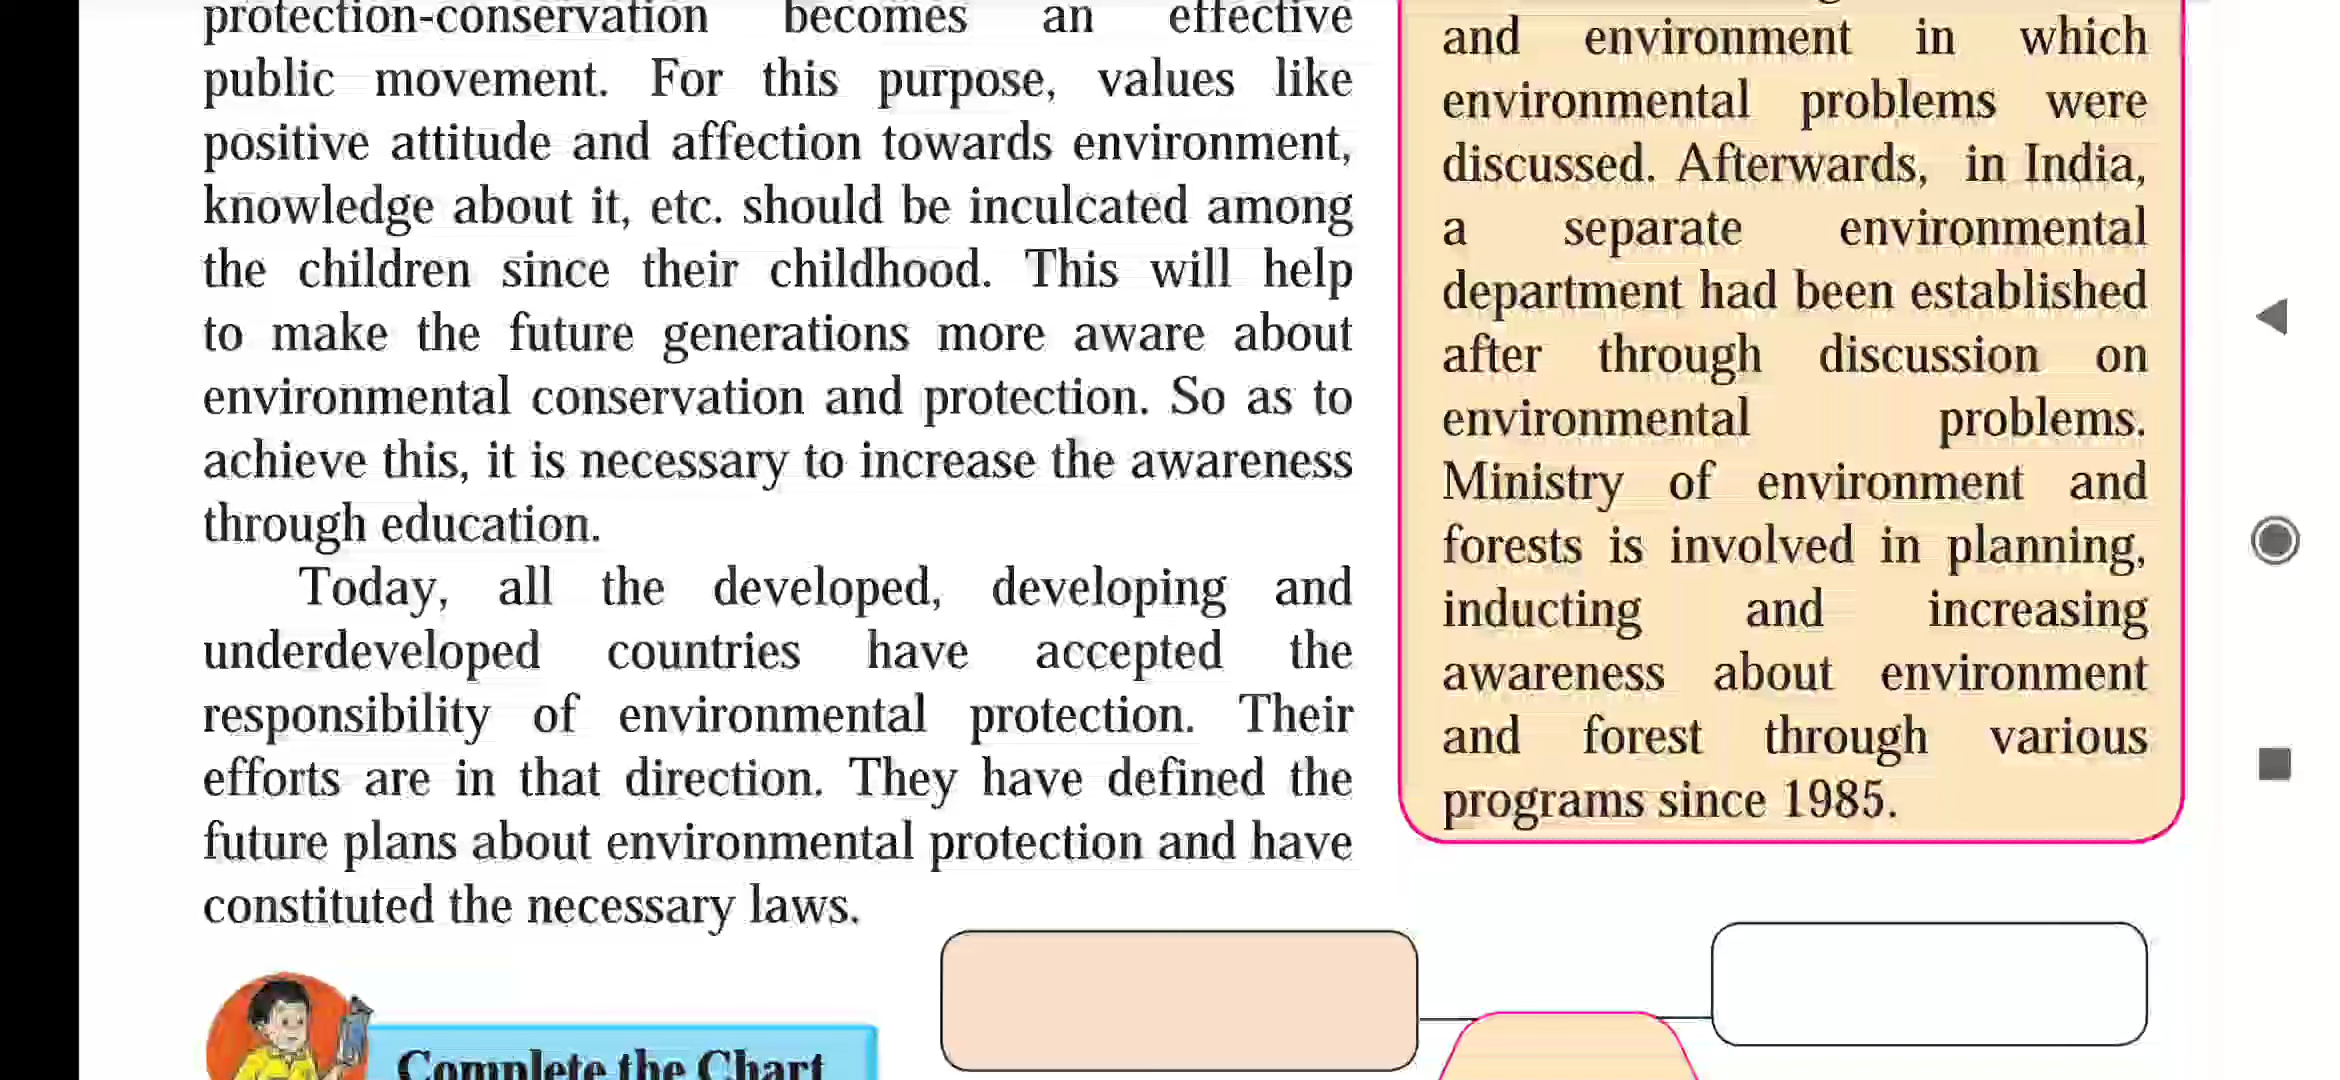 protection-conservation becomes an effective
public movement. For this purpose, values like
positive attitude and affection towards environment,
knowledge about it, etc. should be inculcated among
the children since their childhood. This will help
to make the future generations more aware about
environmental conservation and protection. So as to
achieve this, it is necessary to increase the awareness
through education.
Today, all the developed, developing and
underdeveloped countries have accepted the
responsibility of environmental protection. Their
efforts are in that direction. They have defined the
future plans about environmental protection and have
constituted the necessary laws.
and environment in which
environmental problems were
discussed. Afterwards, in India,
a separate environmental
department had been established
after through discussion on
environmental problems.
Ministry of environment and
forests is involved in planning,
inducting and increasing
awareness about environment
and forest through various
programs since 1985.
Complete the Chart